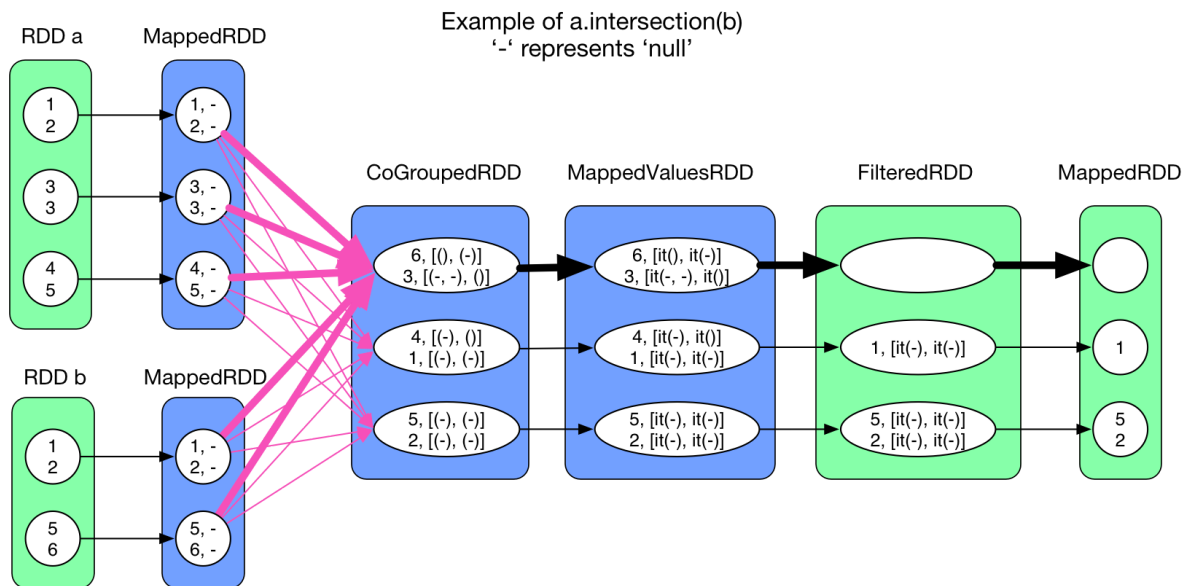 Example of a.intersection(b)
‘-‘ represents ‘null’
RDD a
MappedRDD
1
2
1, -
2, -
3
3
3, -
3, -
4
5
4, -
5, -
RDD b
MappedRDD
1
2
1, -
2, -
5
6
5, -
6, -
CoGroupedRDD
6, [(), (-)]
3, [(-, -), ()]
4, [(-), ()]
1, [(-), (-)]
5, [(-), (-)]
2, [(-), (-)]
MappedValuesRDD
6, [it(), it(-)]
3, [it(-, -), it()]
4, [it(-), it()]
1, [it(-), it(-)]
5, [it(-), it(-)]
2, [it(-), it(-)]
FilteredRDD
1, [it(-), it(-)]
5, [it(-), it(-)]
2, [it(-), it(-)]
MappedRDD
1
5
2